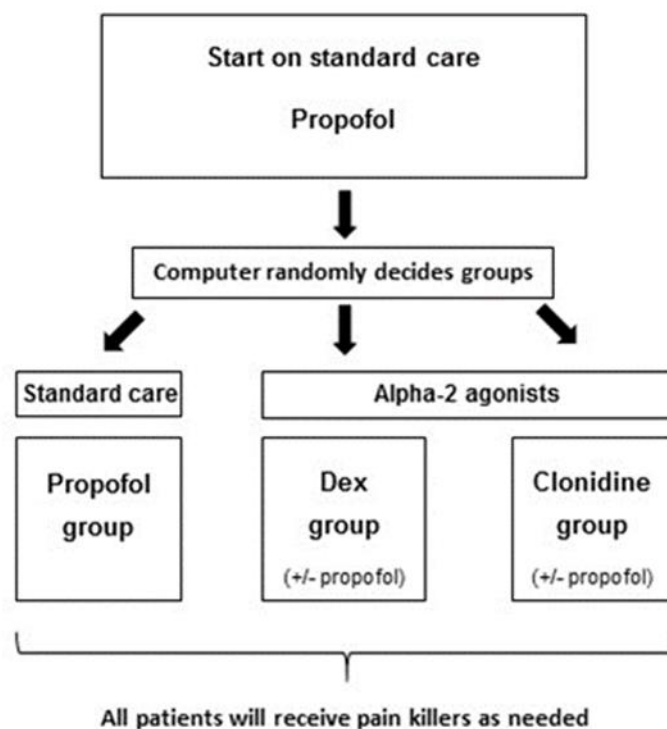 Start on standard care
Propofol
Computer randomly decides groups
Standard care
Alpha-2 agonists
Propofol
group
Dex
group
(+/- propofol)
Clonidine
group
(+/- propofol)
All patients will receive pain killers as needed